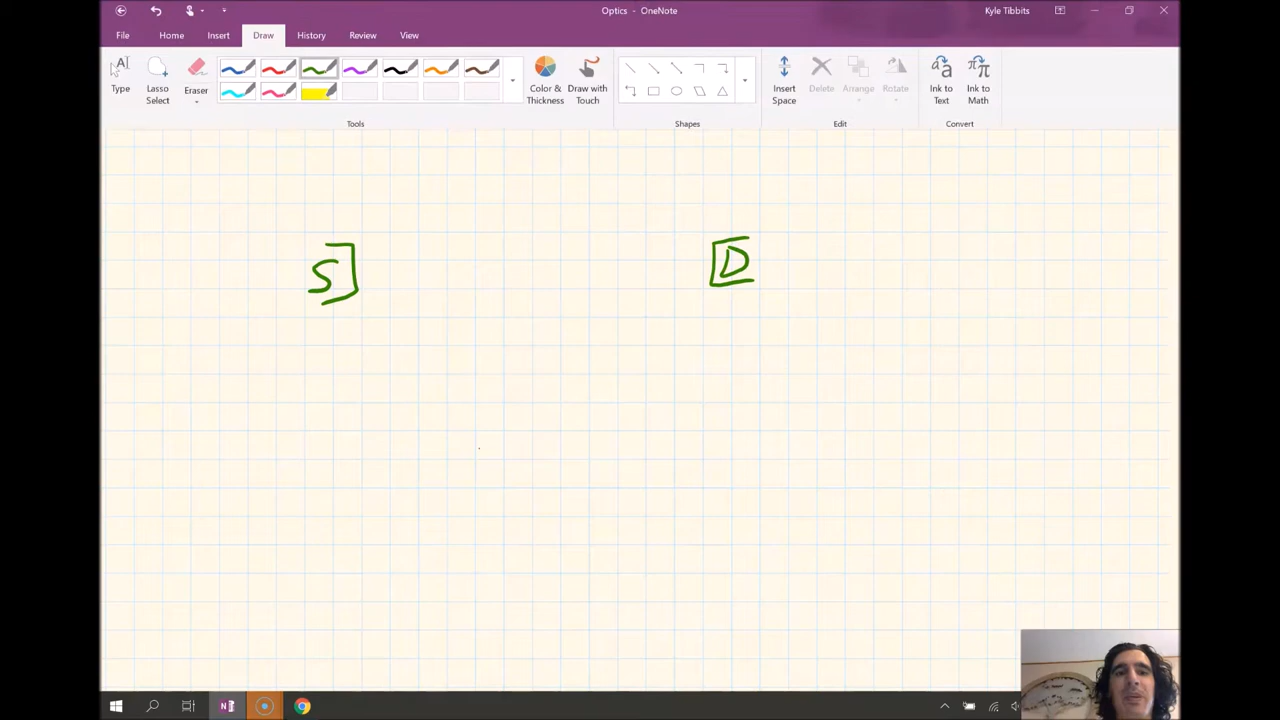 Optics - OneNote
Kyle Tibbits
File Home Insert Draw History Review View
Type
Lasso Select
Eraser
Color & Thickness
Draw with Touch
Insert Space
Delete
Arrange
Rotate
Ink to Text
Ink to Math
Tools
Shapes
Edit
Convert
S
D